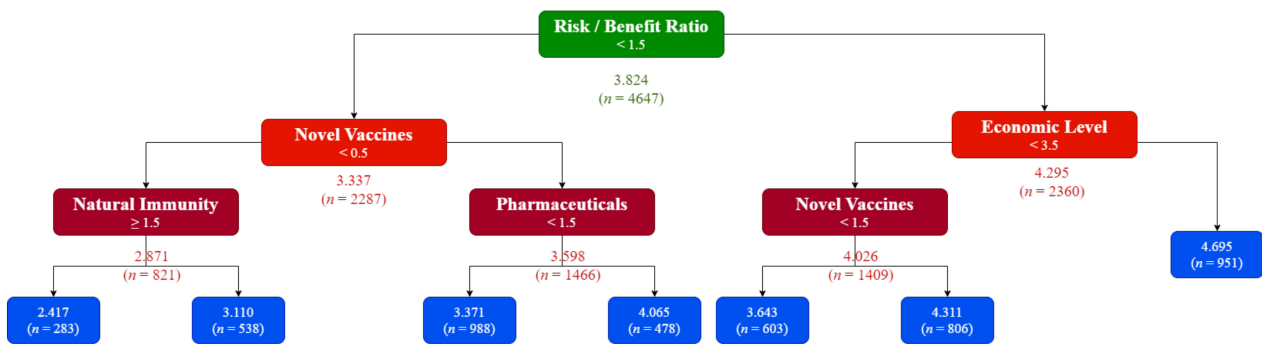 Risk / Benefit Ratio
< 1.5
3.824
(n = 4647)
Novel Vaccines
< 0.5
3.337
(n = 2287)
Economic Level
< 3.5
4.295
(n = 2360)
Natural Immunity
≥ 1.5
2.871
(n = 821)
Pharmaceuticals
< 1.5
3.598
(n = 1466)
Novel Vaccines
< 1.5
4.026
(n = 1409)
4.695
(n = 951)
2.417
(n = 283)
3.110
(n = 538)
3.371
(n = 988)
4.065
(n = 478)
3.643
(n = 603)
4.311
(n = 806)